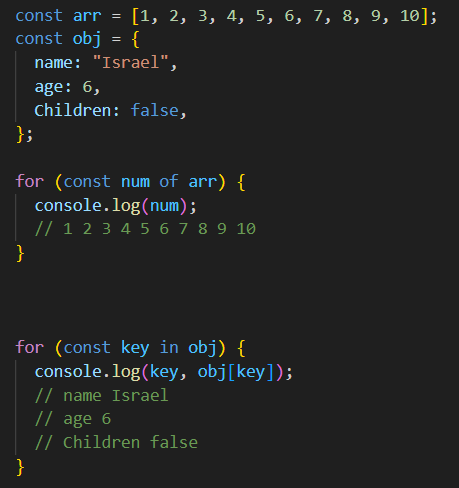 const arr = [1, 2, 3, 4, 5, 6, 7, 8, 9, 10];
const obj = {
  name: "Israel",
  age: 6,
  Children: false,
};

for (const num of arr) {
  console.log(num);
  // 1 2 3 4 5 6 7 8 9 10
}

for (const key in obj) {
  console.log(key, obj[key]);
  // name Israel
  // age 6
  // Children false
}